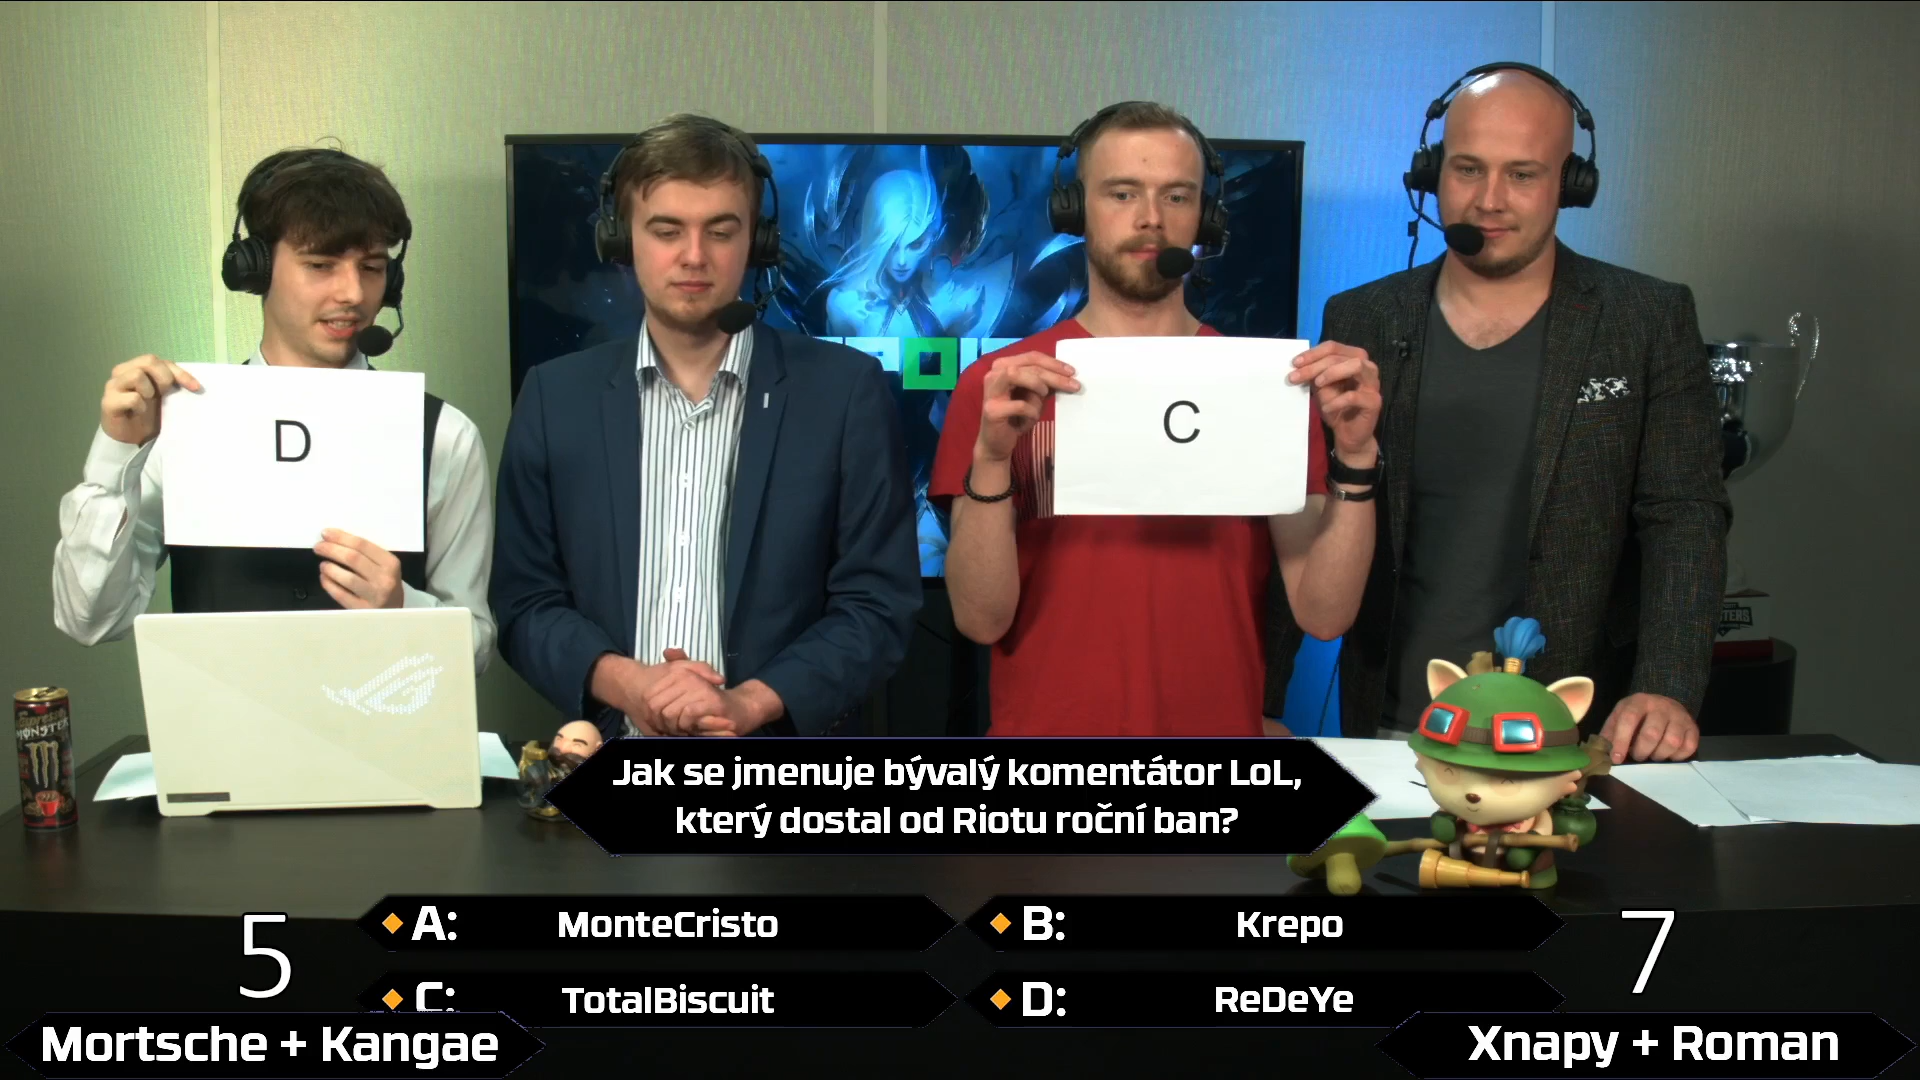 D
C
MONSTER
Jak se jmenuje bývalý komentátor LoL,
který dostal od Riotu roční ban?
5
A: MonteCristo
B: Krepo
7
C: TotalBiscuit
D: ReDeYe
Mortsche + Kangae
Xnapy + Roman